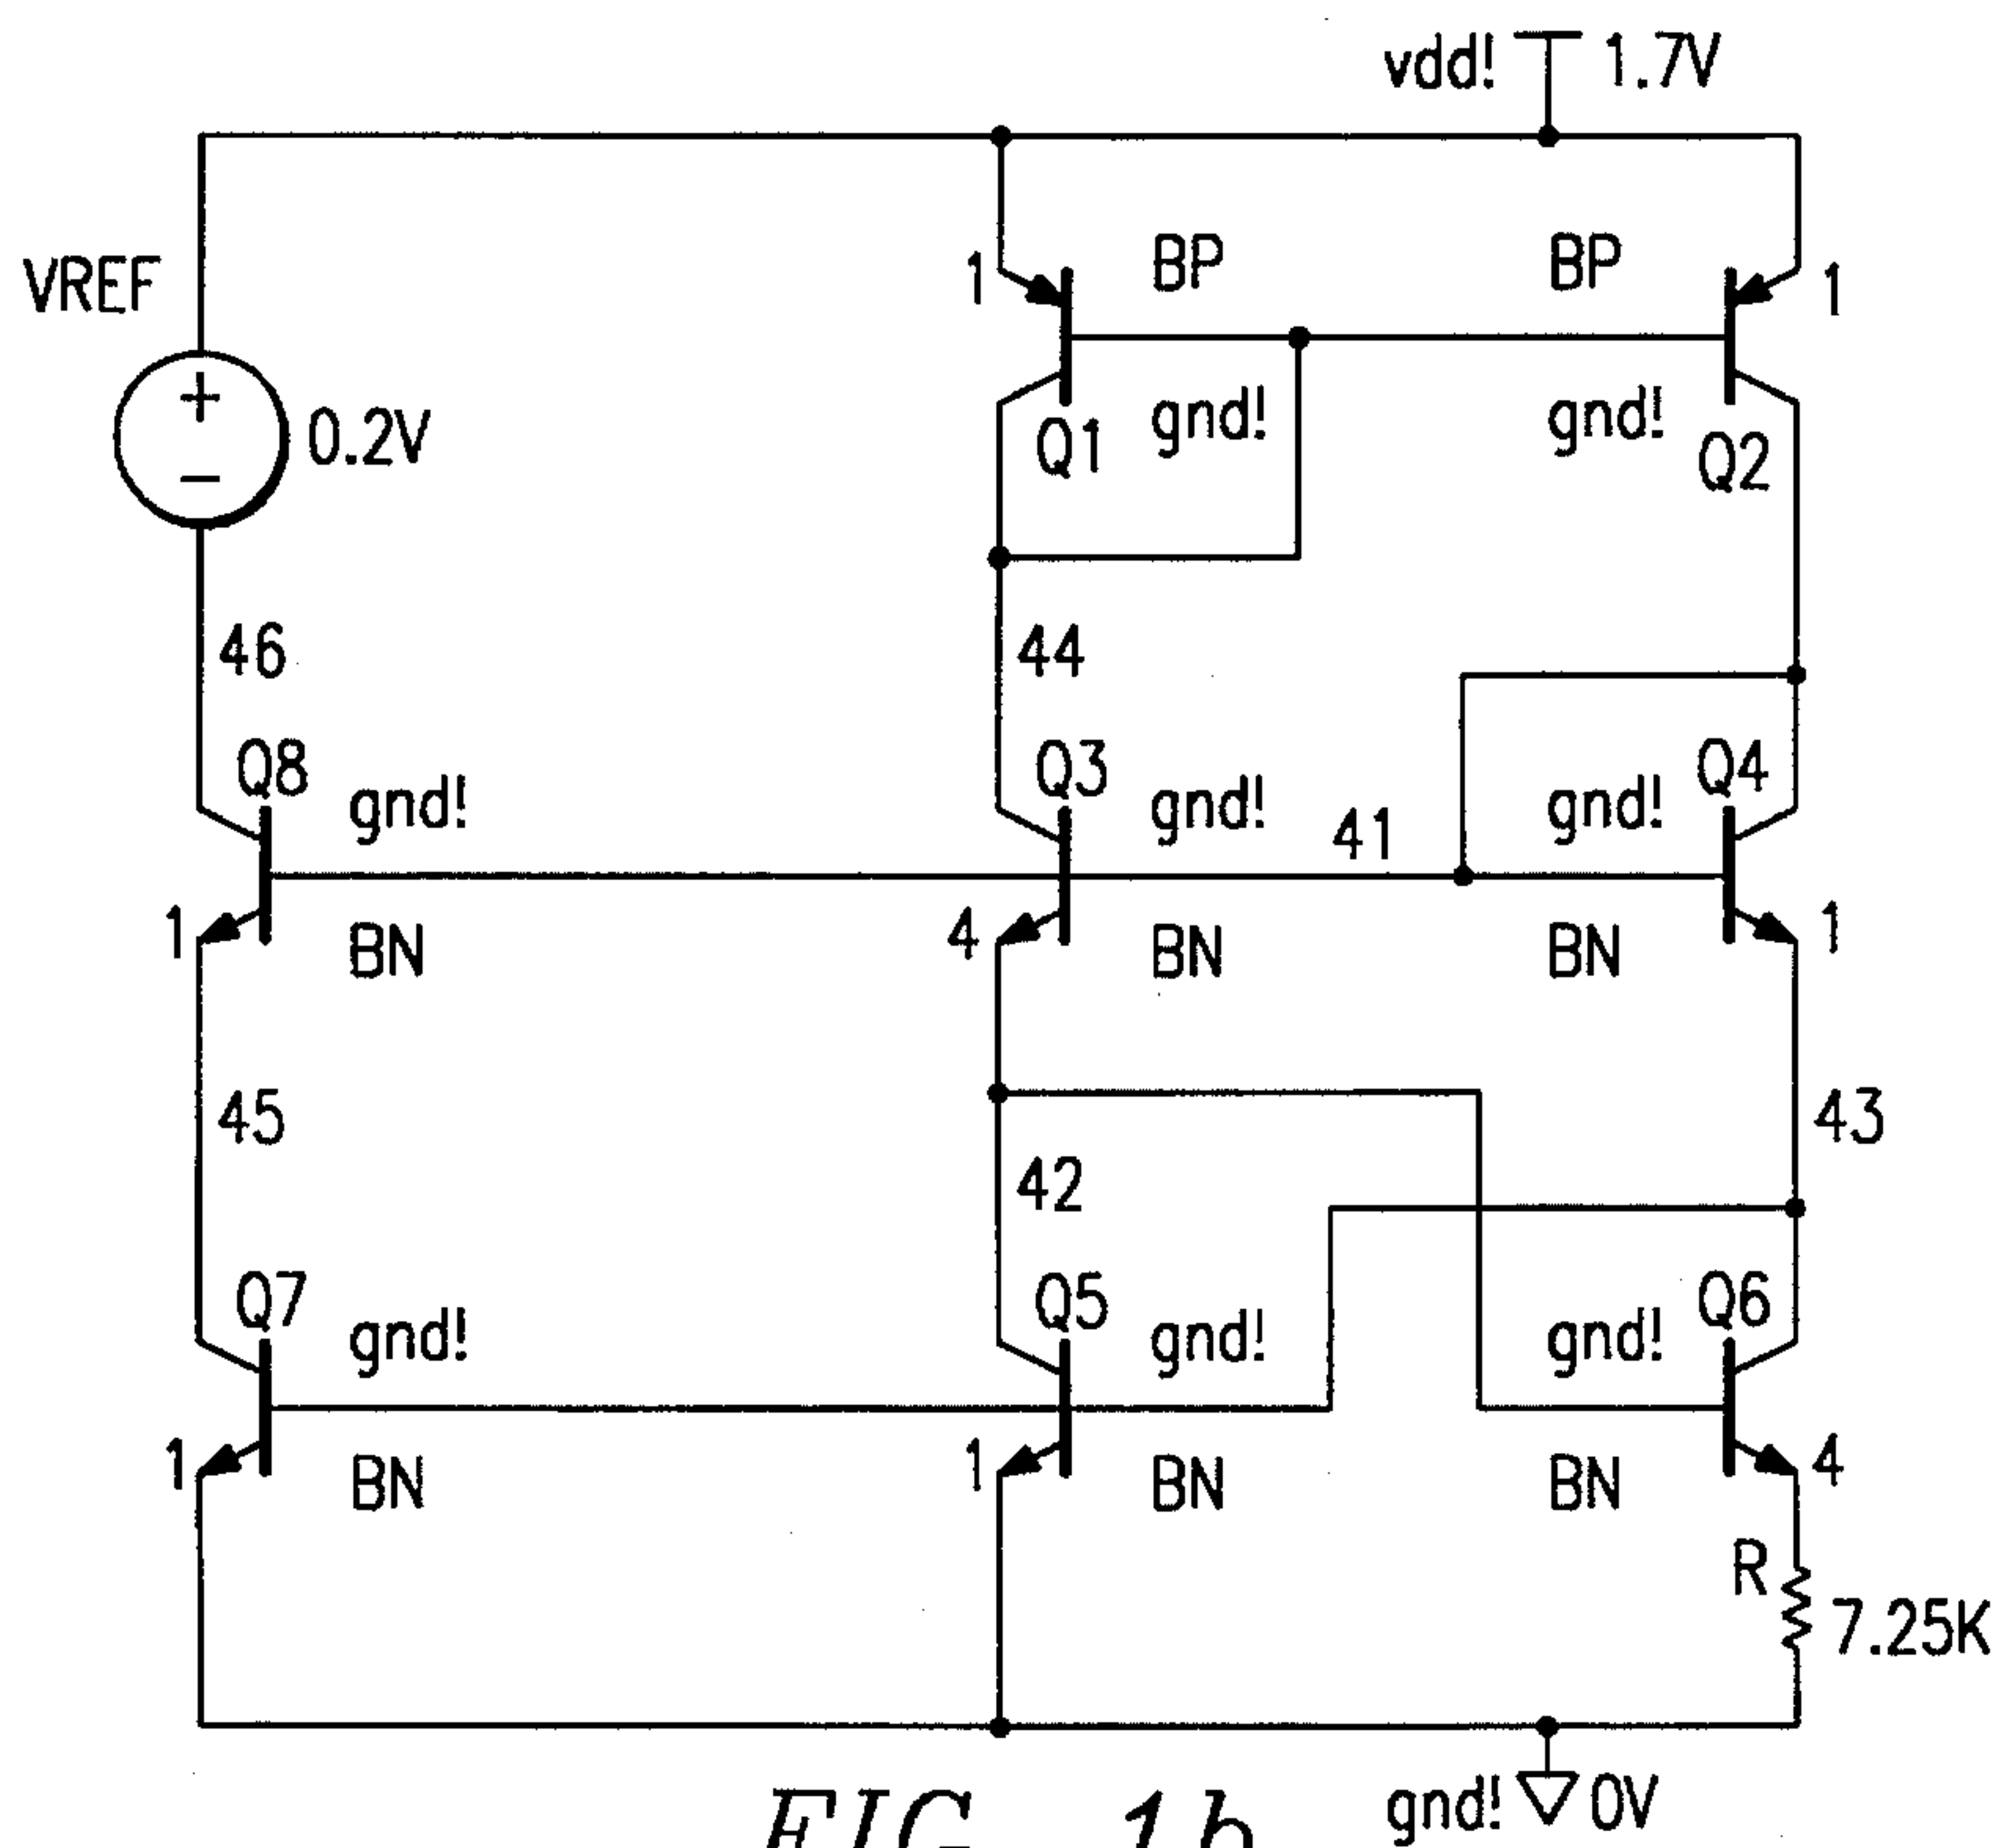 vdd! 1.7V
VREF
1 BP BP 1
+
0.2V
−
Q1 gnd! gnd! Q2
46 44
Q8 gnd! Q3 gnd! 41 gnd! Q4
1 BN 4 BN BN 1
45 43
42
Q7 gnd! Q5 gnd! gnd! Q6
1 BN 1 BN BN 4
R
7.25K
gnd! 0V
FIG. 1b